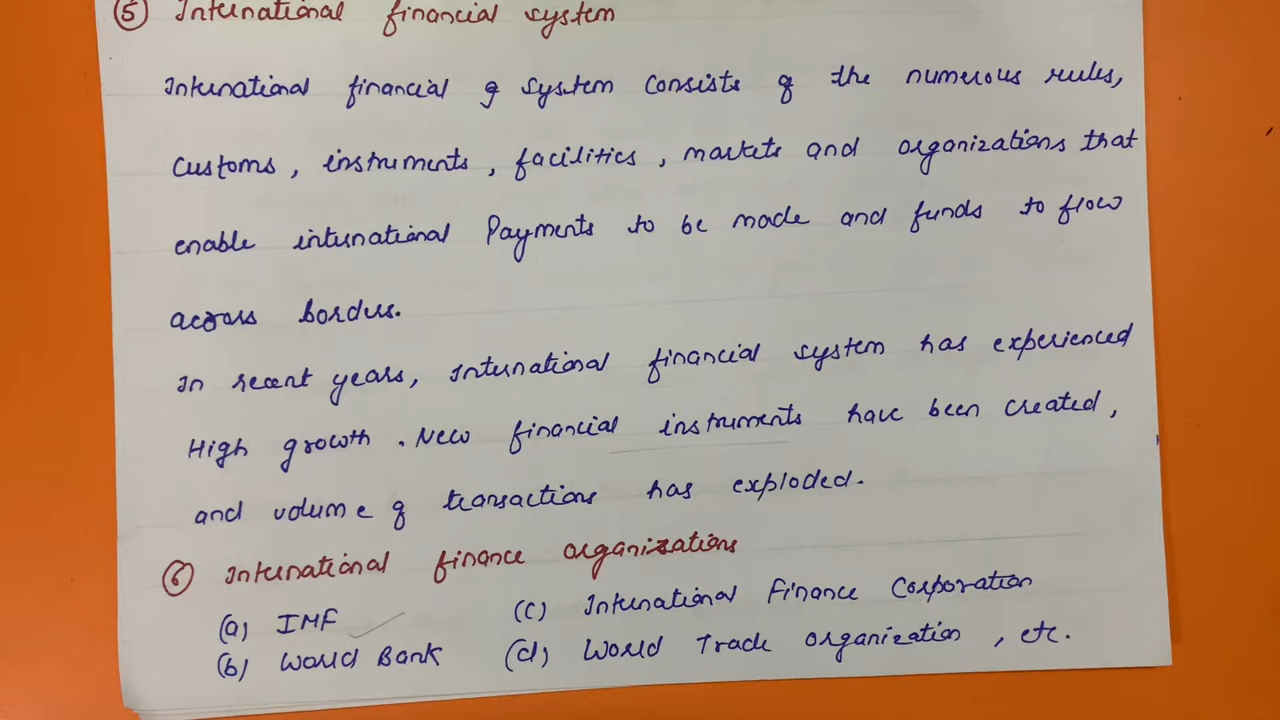 ⑤ International financial system
International financial g system consists of the numerous rules,
customs, instruments, facilities, markets and organizations that
enable international Payments to be made and funds to flow
across borders.
In recent years, International financial system has experienced
High growth. New financial instruments have been created,
and volume of transactions has exploded.
⑥ International finance organizations
(a) IMF (c) International Finance Corporation
(b) World Bank (d) World Trade organization, etc.